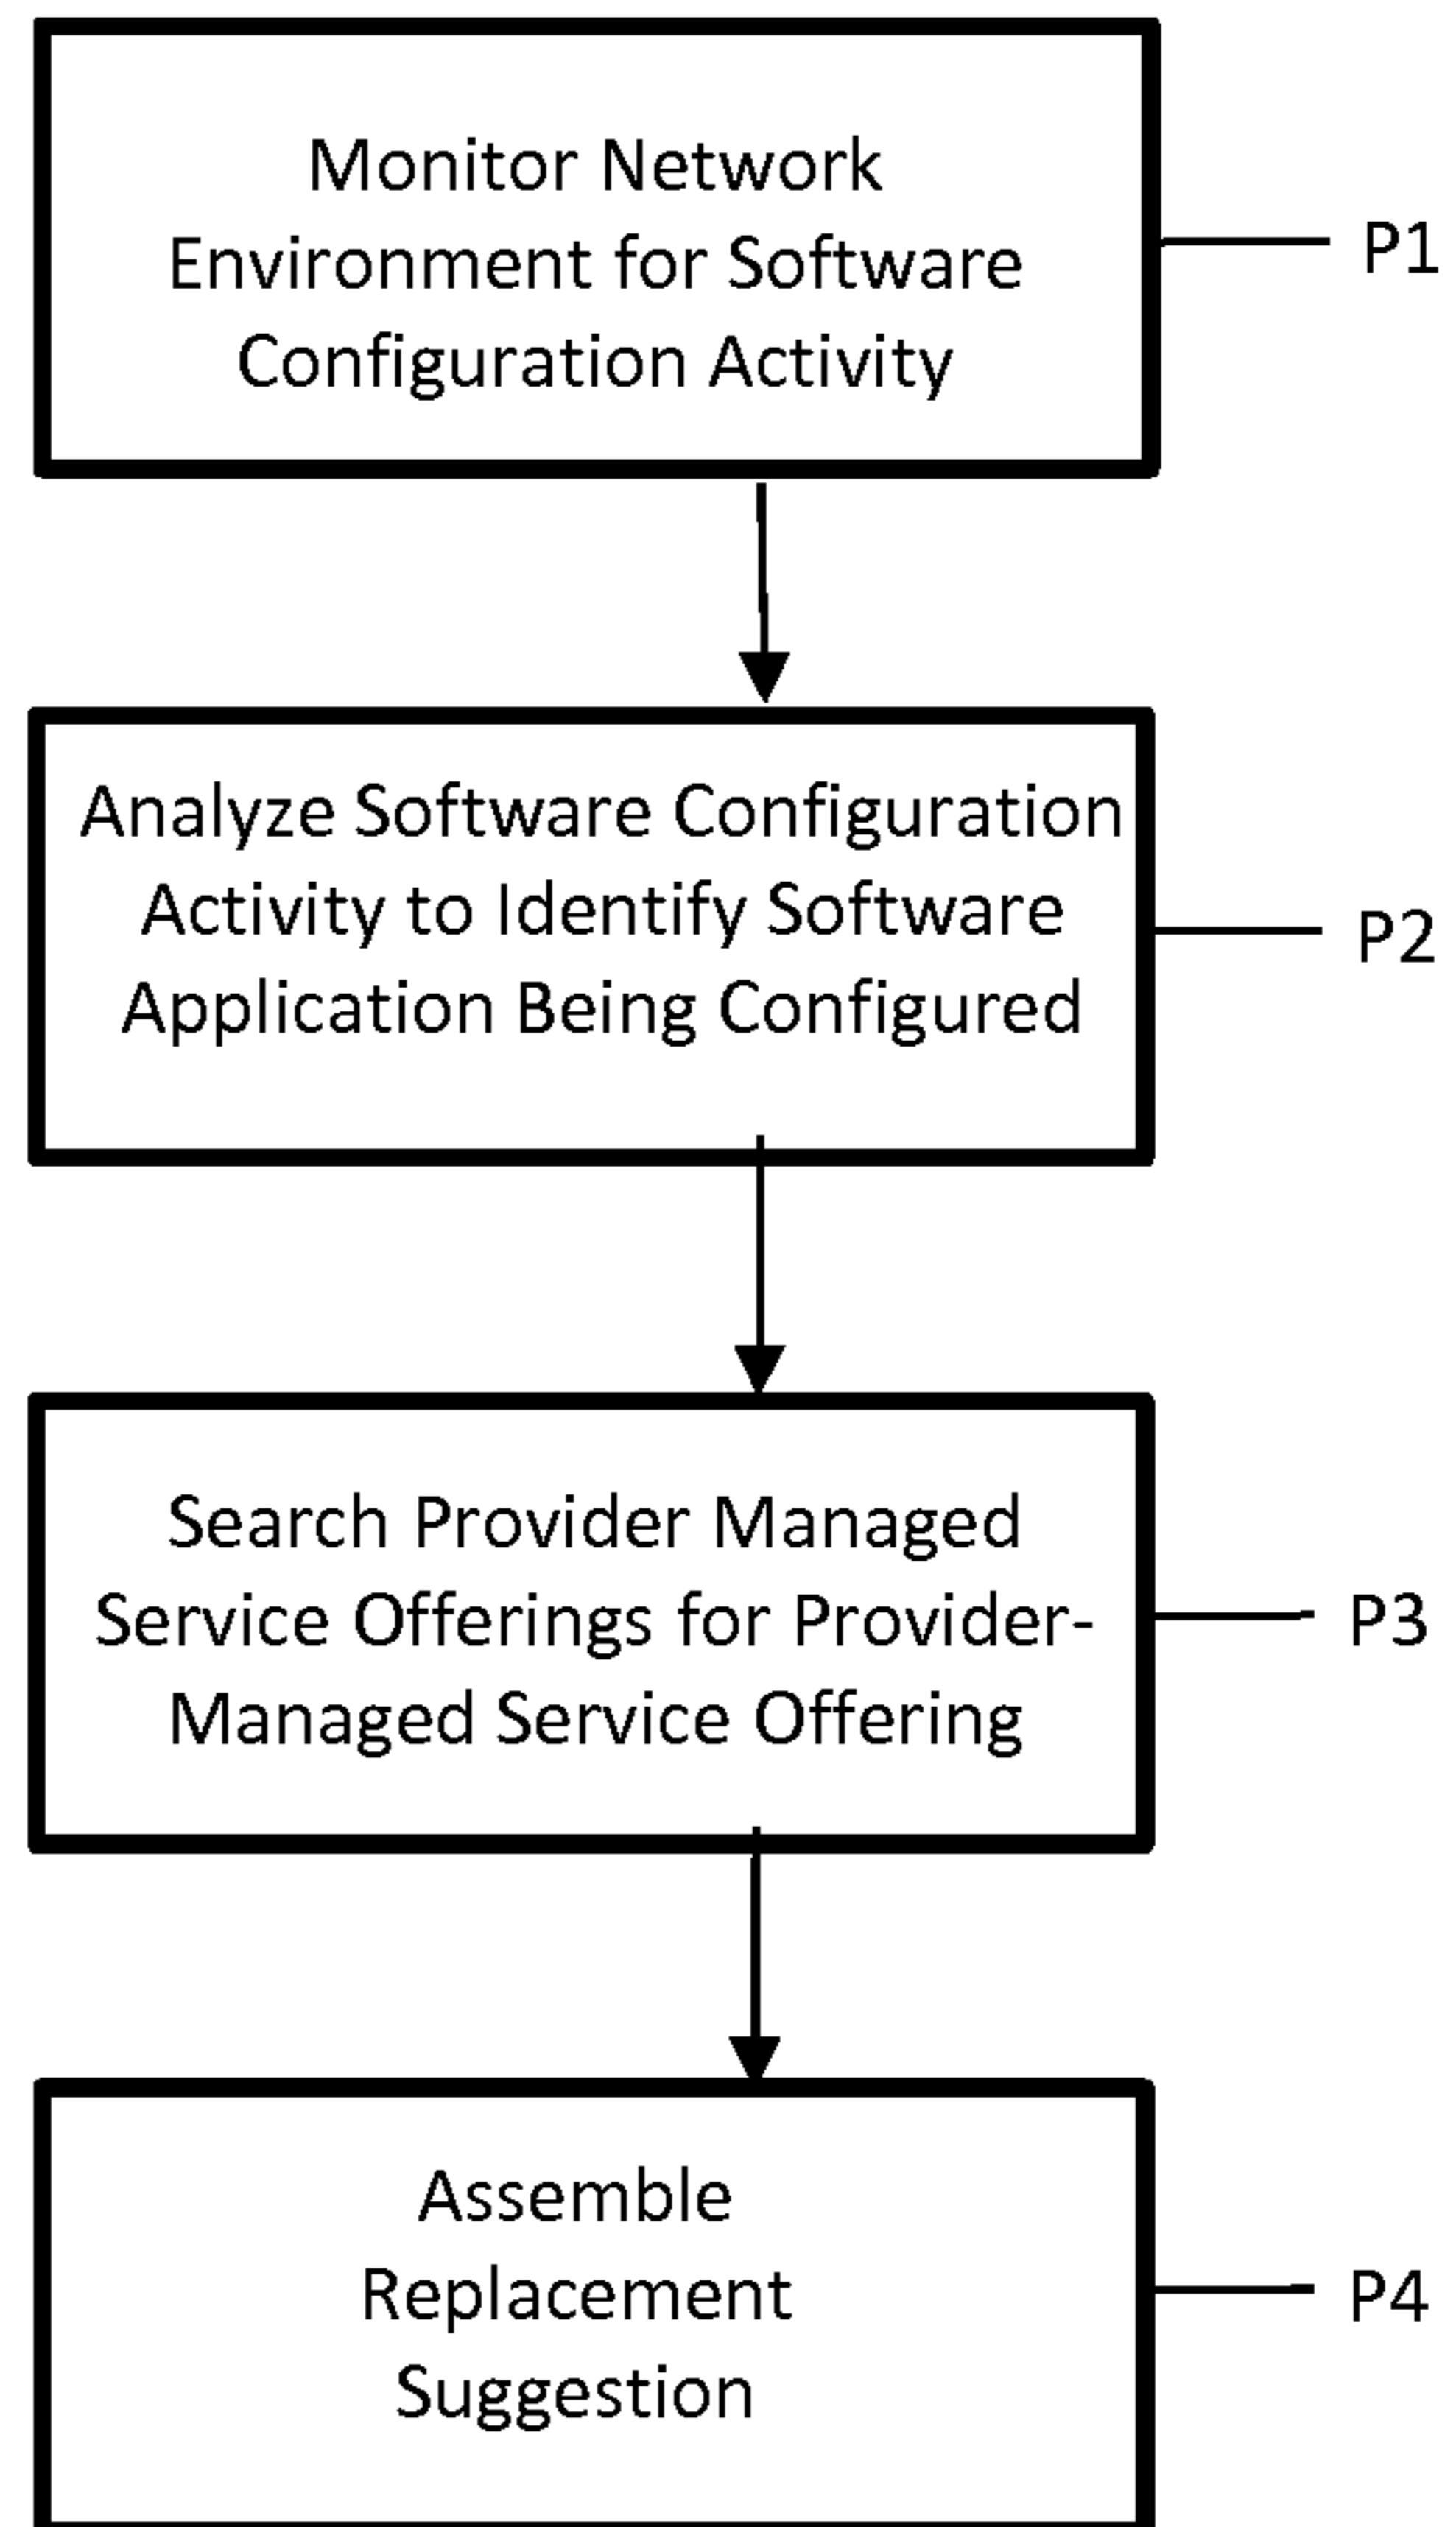 Monitor Network
Environment for Software
Configuration Activity
P1
Analyze Software Configuration
Activity to Identify Software
Application Being Configured
P2
Search Provider Managed
Service Offerings for Provider-
Managed Service Offering
P3
Assemble
Replacement
Suggestion
P4